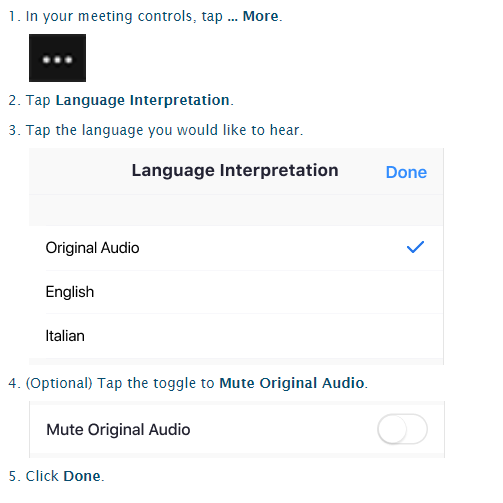 1. In your meeting controls, tap ... More.
2. Tap Language Interpretation.
3. Tap the language you would like to hear.
Language Interpretation Done
Original Audio
English
Italian
4. (Optional) Tap the toggle to Mute Original Audio.
Mute Original Audio
5. Click Done.